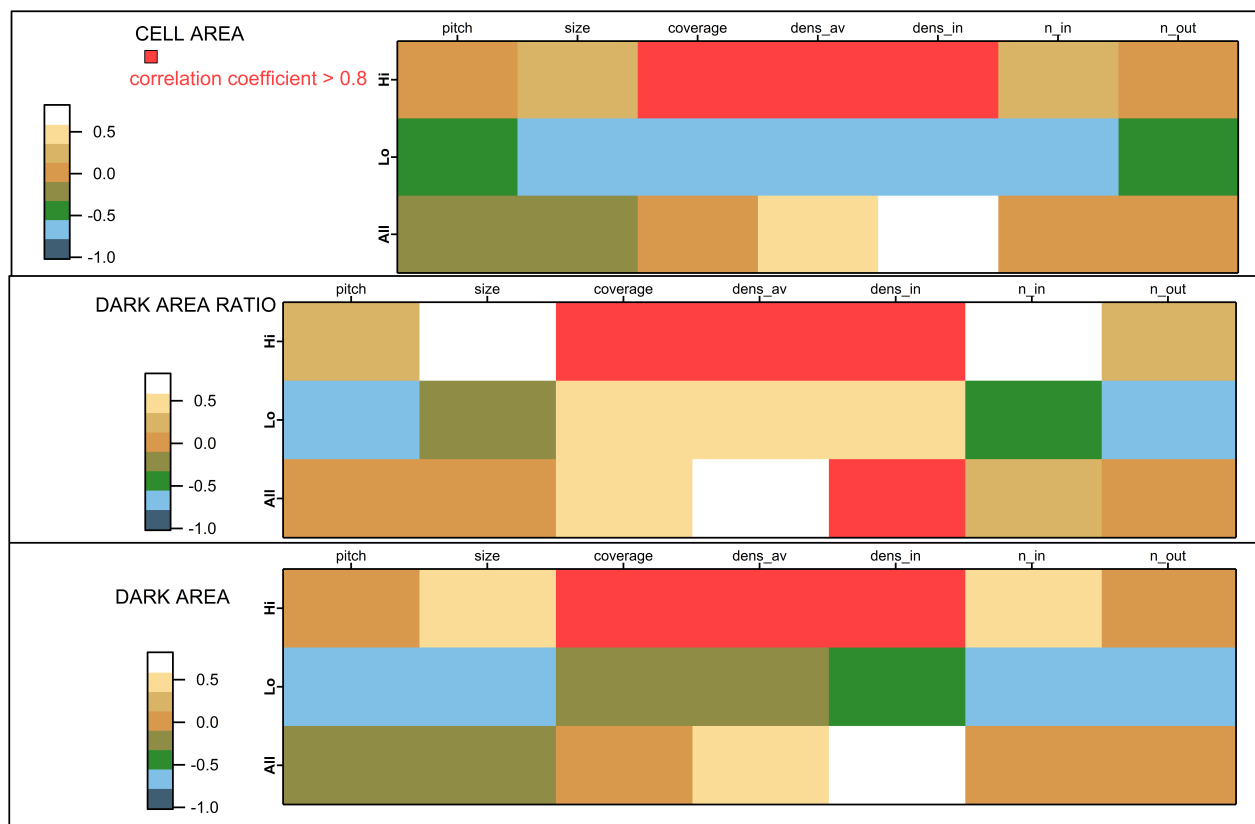 CELL AREA
correlation coefficient > 0.8
pitch size coverage dens_av dens_in n_in n_out
Hi
Lo
All
0.5
0.0
-0.5
-1.0
DARK AREA RATIO
pitch size coverage dens_av dens_in n_in n_out
Hi
Lo
All
0.5
0.0
-0.5
-1.0
DARK AREA
pitch size coverage dens_av dens_in n_in n_out
Hi
Lo
All
0.5
0.0
-0.5
-1.0